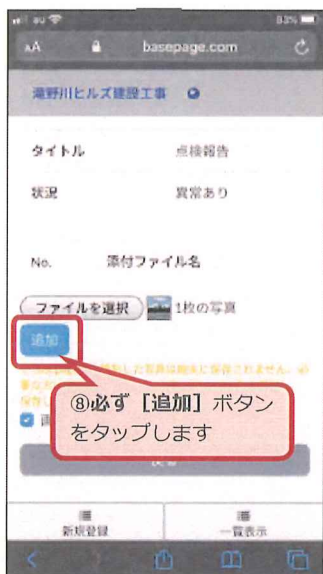 au 83%
AA basepage.com
滝野川ヒルズ建設工事
タイトル 点検報告
状況 異常あり
No. 添付ファイル名
ファイルを選択 1枚の写真
追加
⑧必ず［追加］ボタン
をタップします
新規登録 一覧表示